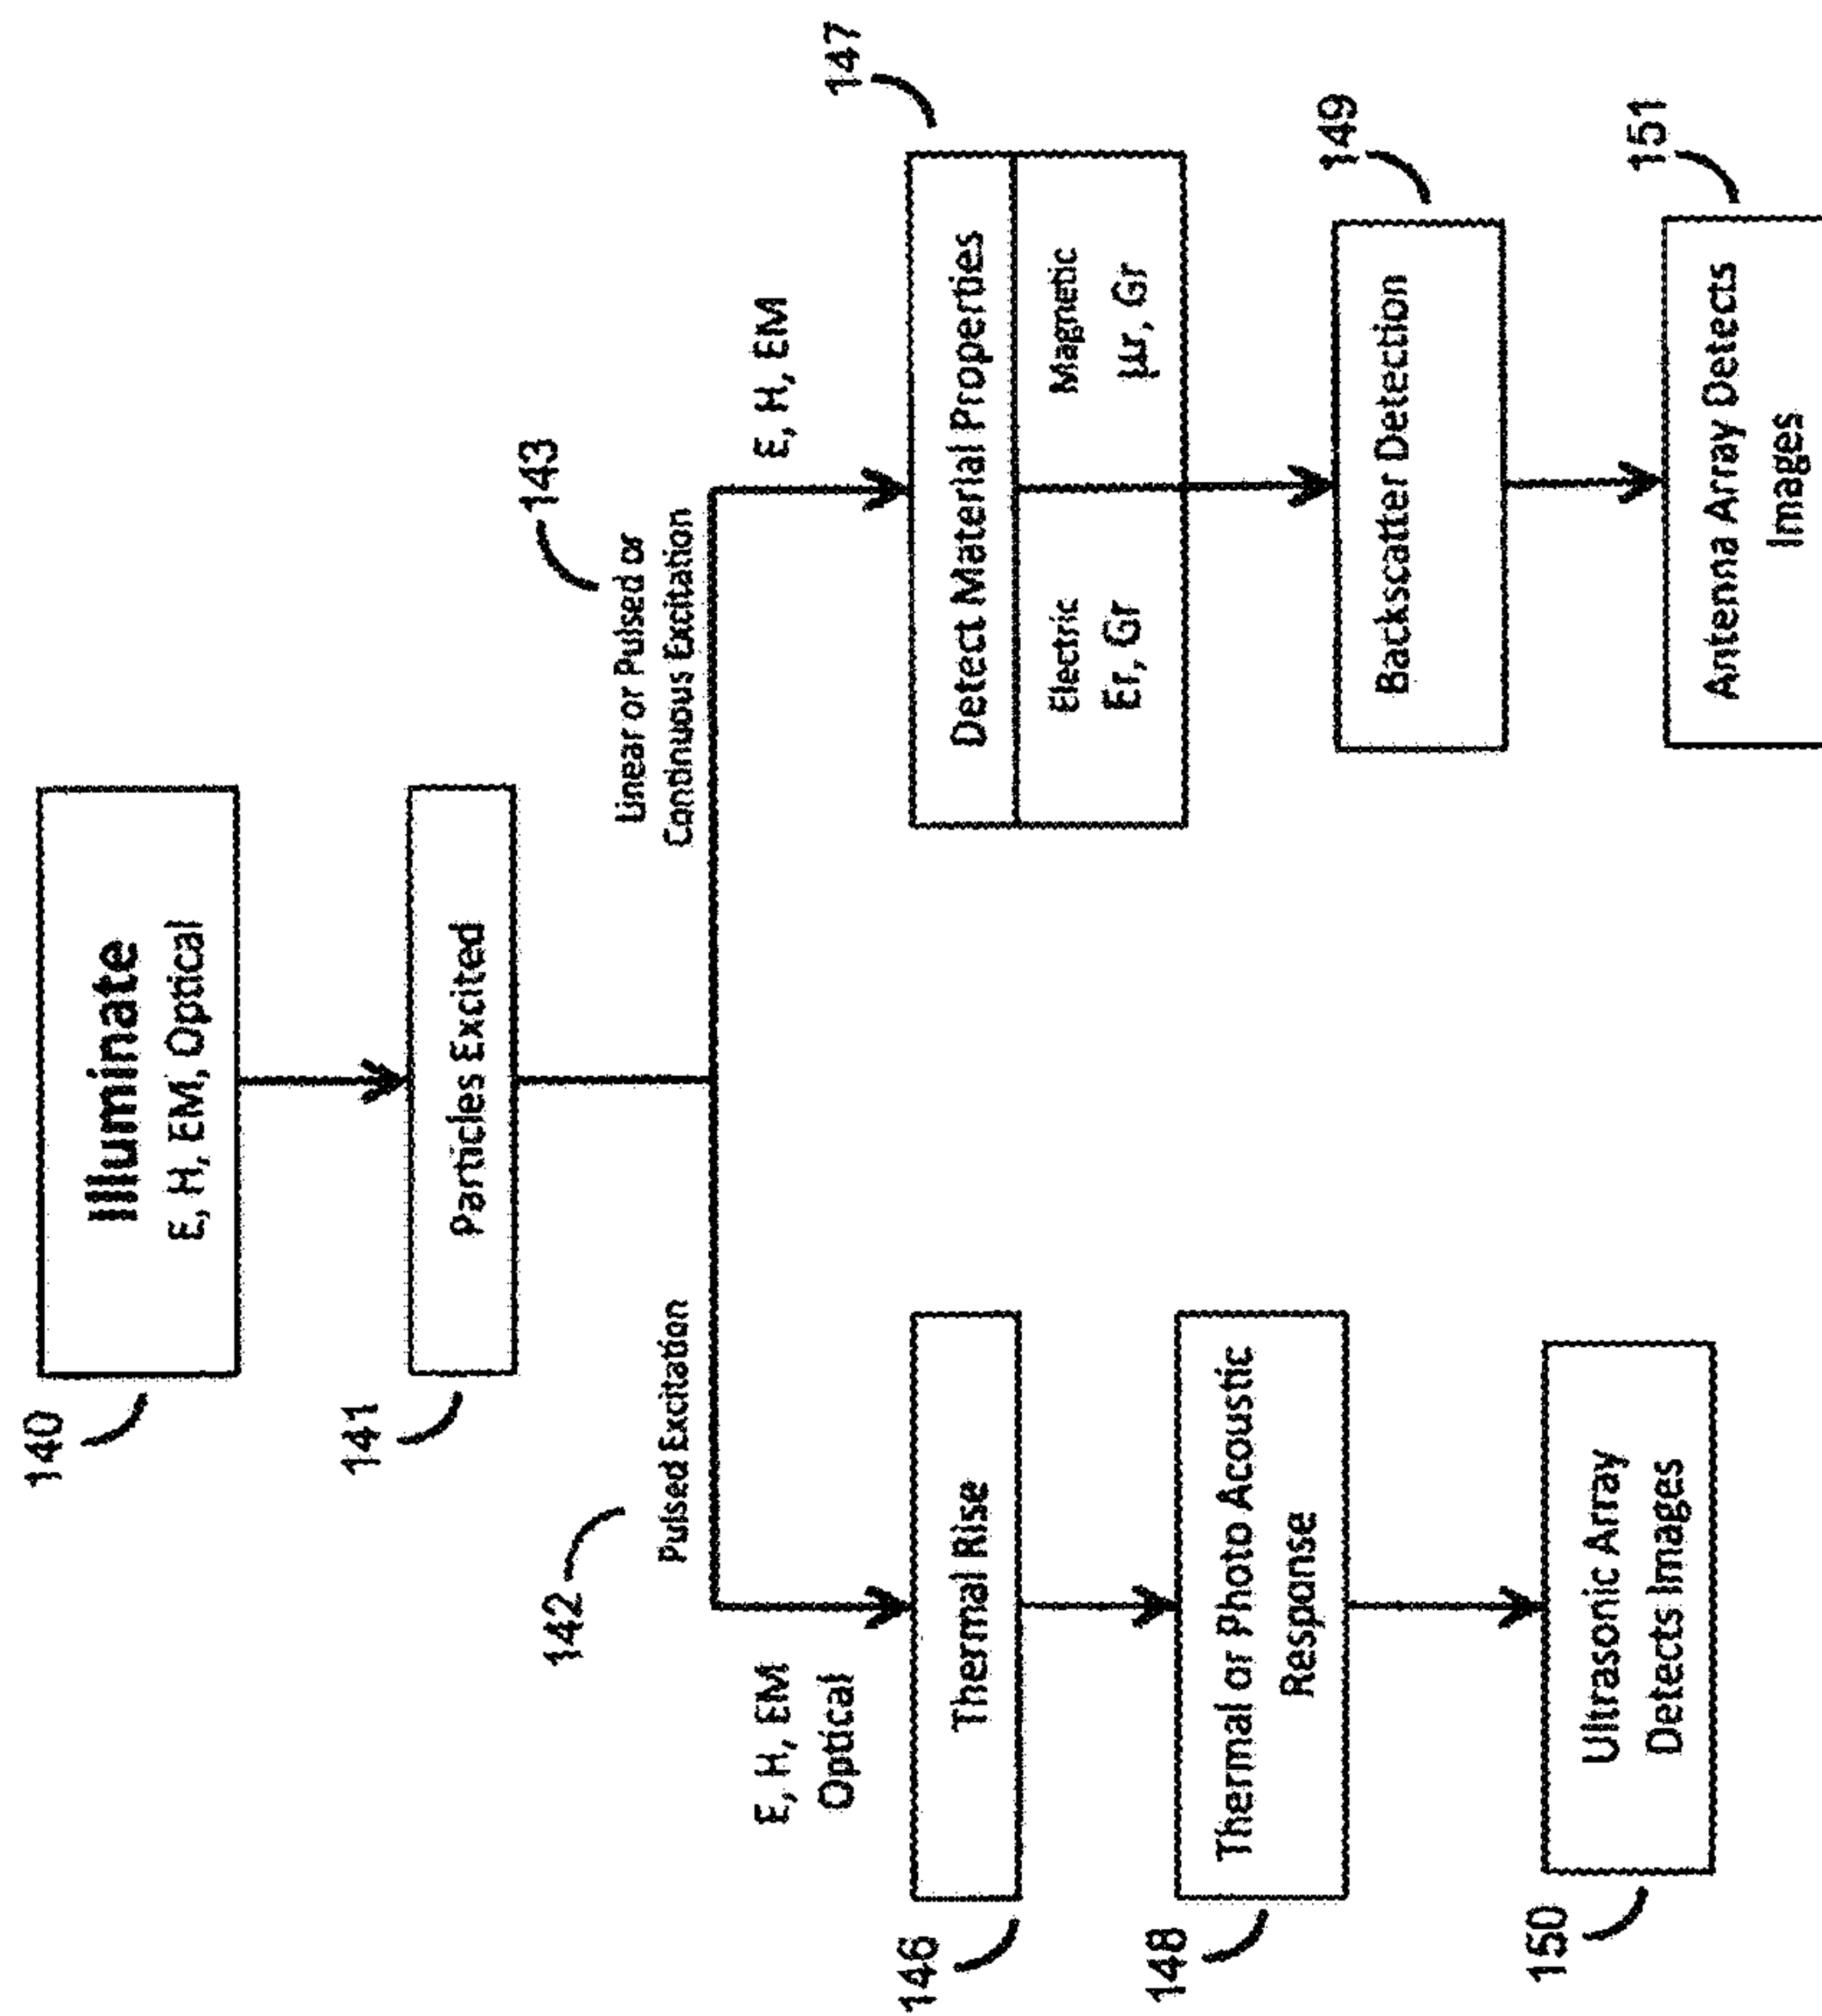 140
Illuminate
E, H, EM, Optical
141
Particles Excited
142
Pulsed Excitation
143
Linear or Pulsed or
Continuous Excitation
E, H, EM
Optical
E, H, EM
146
Thermal Rise
147
Detect Material Properties
Electric
Er, Gr
Magnetic
µr, Gr
148
Thermal or Photo Acoustic
Response
149
Backscatter Detection
150
Ultrasonic Array
Detects Images
151
Antenna Array Detects
Images